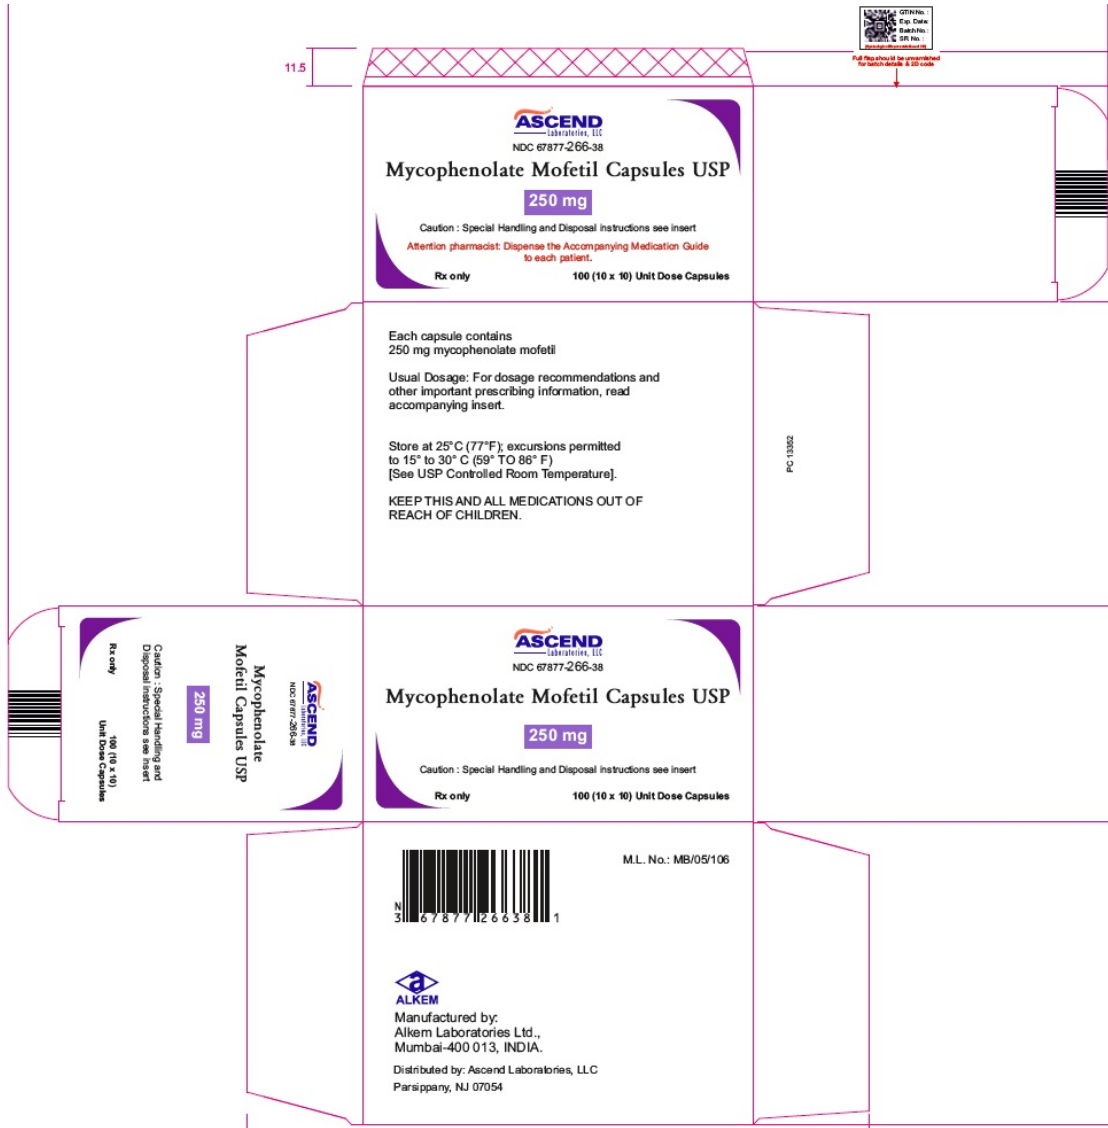 GTIN No. :
Exp. Date:
Batch No.:
SR No. :
Full flap should be unvarnished
for batch details & 2D code
11.5
ASCEND
Laboratories, LLC
NDC 67877-266-38
Mycophenolate Mofetil Capsules USP
250 mg
Caution : Special Handling and Disposal instructions see insert
Attention pharmacist: Dispense the Accompanying Medication Guide
to each patient.
Rx only 100 (10 x 10) Unit Dose Capsules
Each capsule contains
250 mg mycophenolate mofetil
Usual Dosage: For dosage recommendations and
other important prescribing information, read
accompanying insert.
Store at 25°C (77°F); excursions permitted
to 15° to 30° C (59° TO 86° F)
[See USP Controlled Room Temperature].
KEEP THIS AND ALL MEDICATIONS OUT OF
REACH OF CHILDREN.
PC 13352
ASCEND
Laboratories, LLC
NDC 67877-266-38
Mycophenolate
Mofetil Capsules USP
250 mg
Caution : Special Handling and
Disposal instructions see insert
Rx only 100 (10 x 10)
Unit Dose Capsules
ASCEND
Laboratories, LLC
NDC 67877-266-38
Mycophenolate Mofetil Capsules USP
250 mg
Caution : Special Handling and Disposal instructions see insert
Rx only 100 (10 x 10) Unit Dose Capsules
M.L. No.: MB/05/106
N
3 67877 26638 1
a
ALKEM
Manufactured by:
Alkem Laboratories Ltd.,
Mumbai-400 013, INDIA.
Distributed by: Ascend Laboratories, LLC
Parsippany, NJ 07054